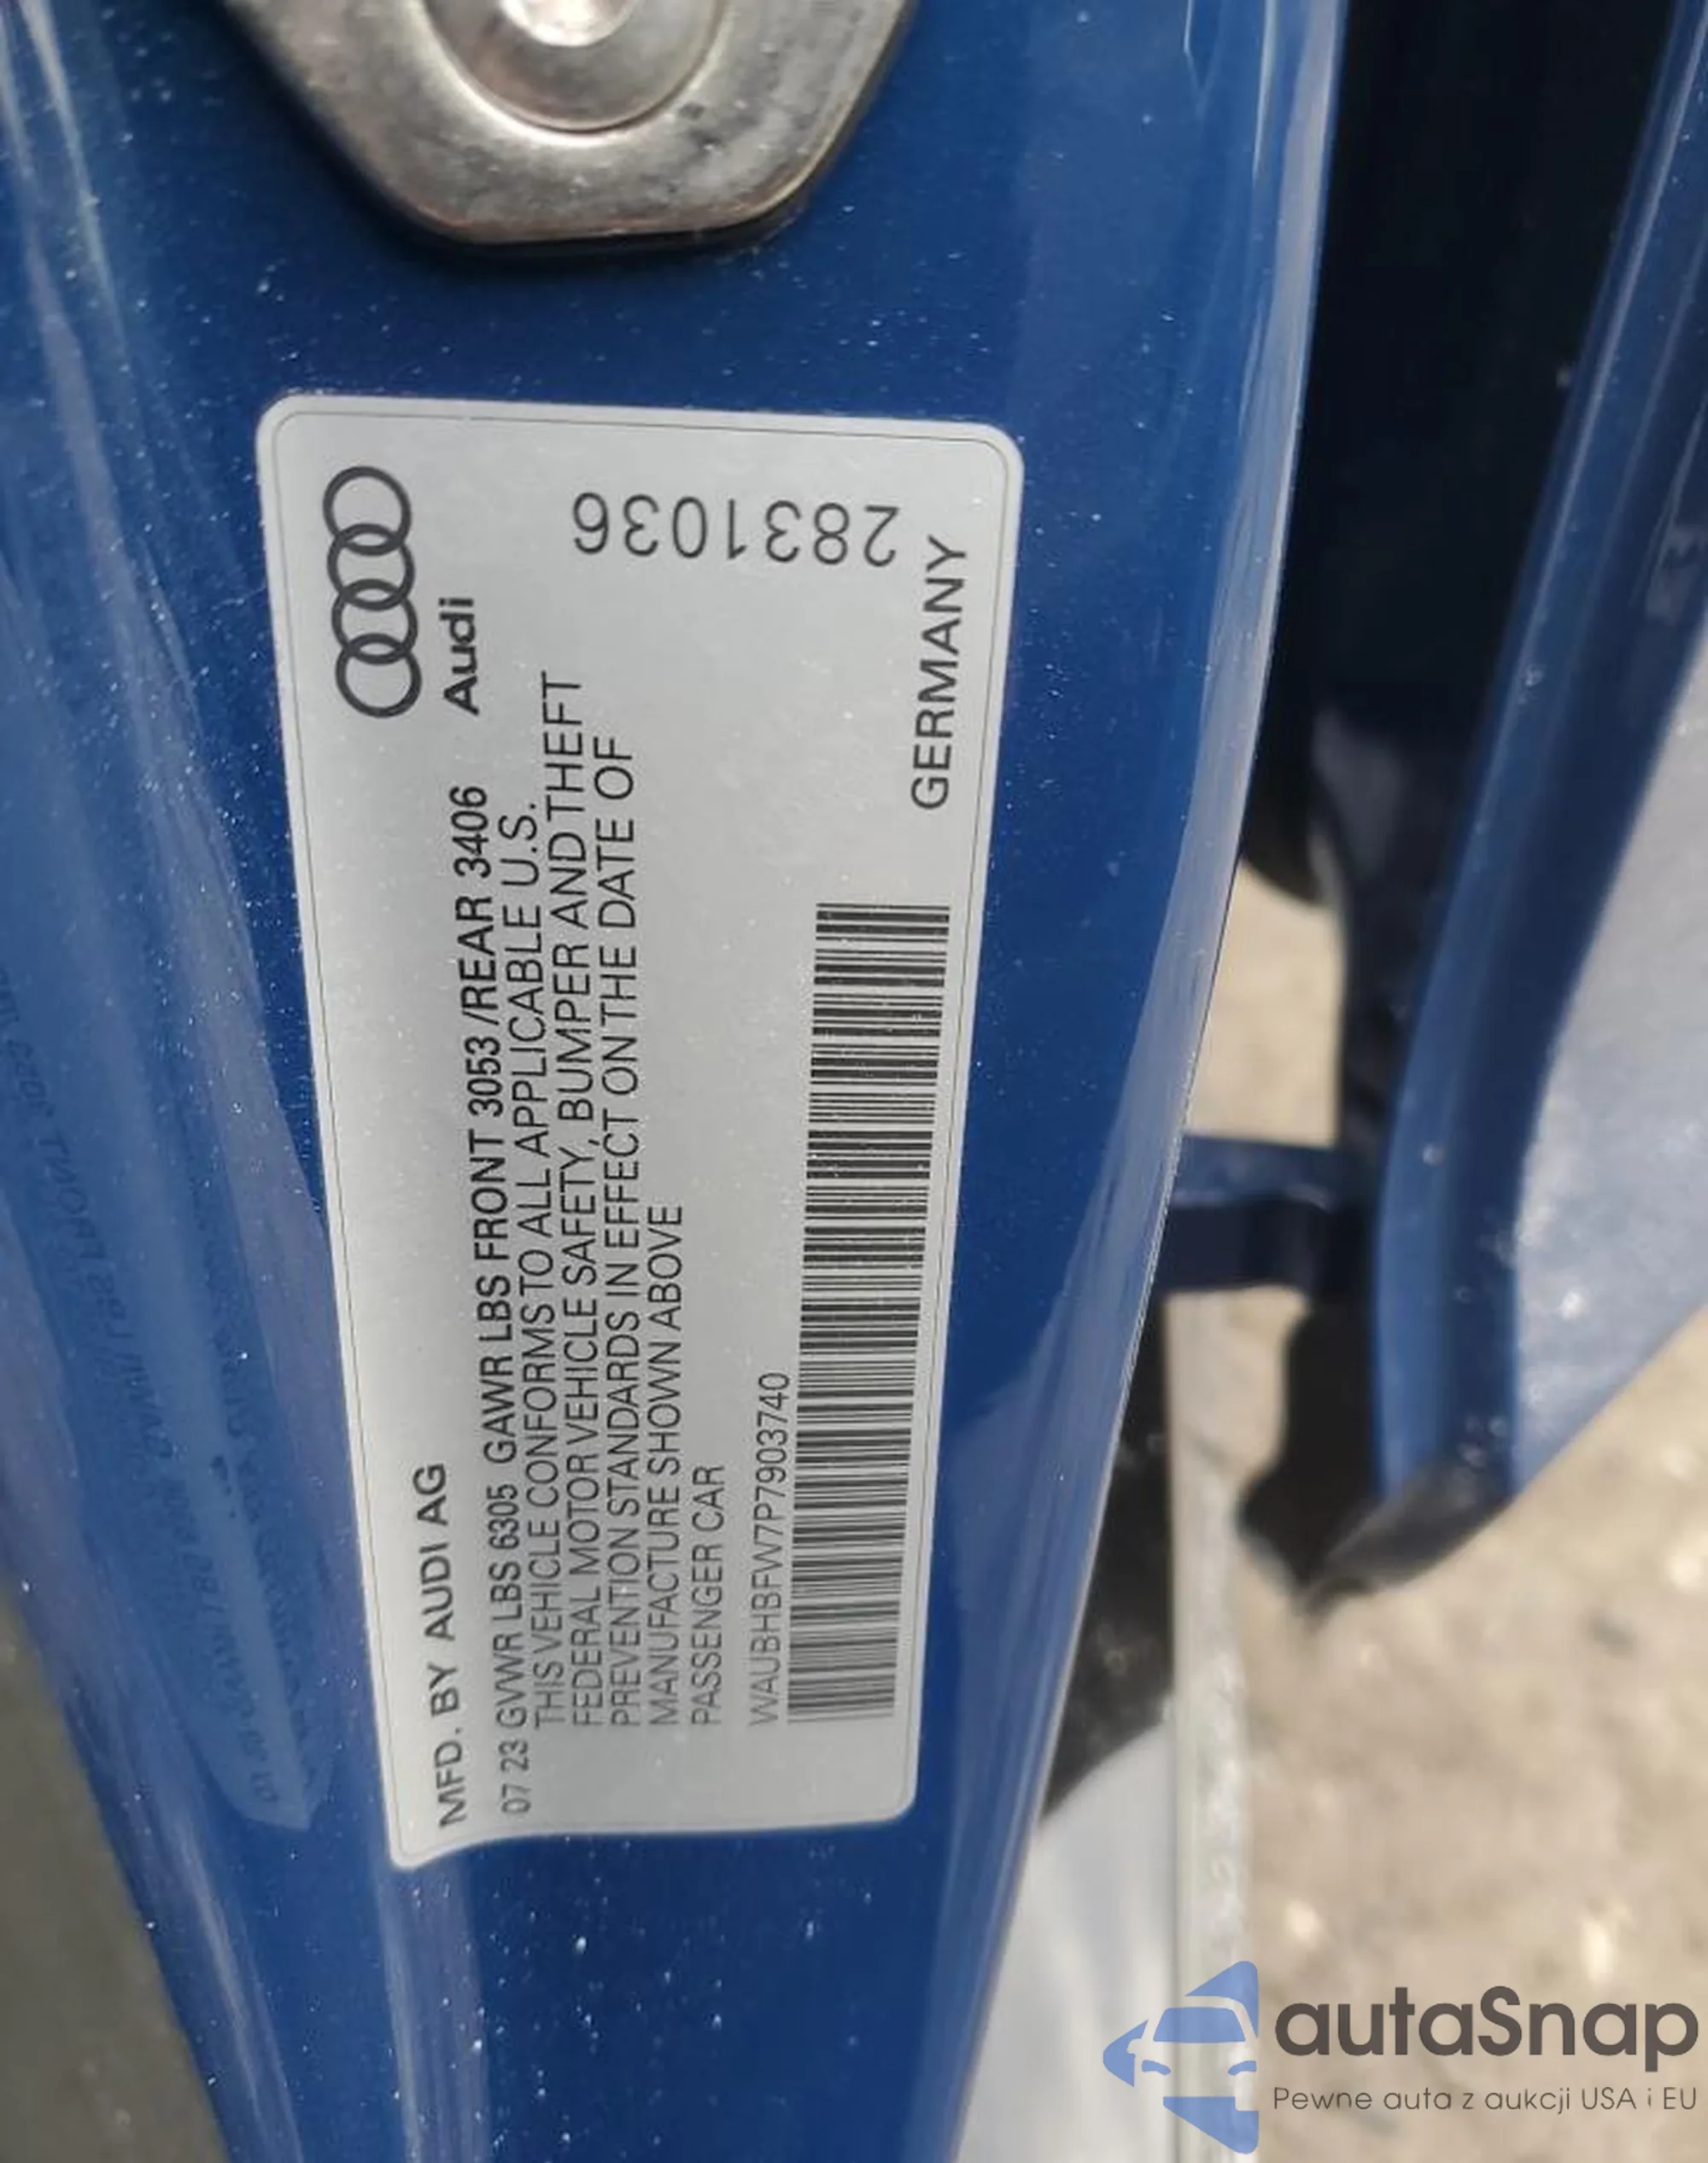 Audi
MFD. BY AUDI AG
07 23 GVWR LBS 6305 GAWR LBS FRONT 3053 /REAR 3406
THIS VEHICLE CONFORMS TO ALL APPLICABLE U.S.
FEDERAL MOTOR VEHICLE SAFETY, BUMPER AND THEFT
PREVENTION STANDARDS IN EFFECT ON THE DATE OF
MANUFACTURE SHOWN ABOVE
PASSENGER CAR
2831036
WAUBHBFW7P7903740
GERMANY
autaSnap
Pewne auta z aukcji USA i EU